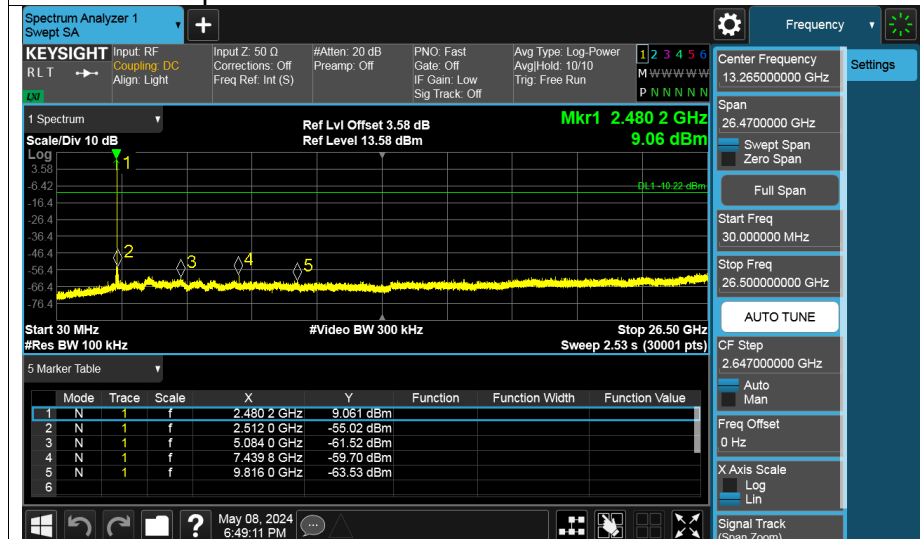 Spectrum Analyzer 1
Swept SA
+
Frequency
KEYSIGHT
RLT
LXI
Input: RF
Coupling: DC
Align: Light
Input Z: 50 Ω
Corrections: Off
Freq Ref: Int (S)
#Atten: 20 dB
Preamp: Off
PNO: Fast
Gate: Off
IF Gain: Low
Sig Track: Off
Avg Type: Log-Power
Avg|Hold: 10/10
Trig: Free Run
1 2 3 4 5 6
M W W W W W
P N N N N N
1 Spectrum
Scale/Div 10 dB
Ref Lvl Offset 3.58 dB
Ref Level 13.58 dBm
Mkr1 2.480 2 GHz
9.06 dBm
Log
3.58
-6.42
-16.4
-26.4
-36.4
-46.4
-56.4
-66.4
-76.4
1
2
3
4
5
DL1 -10.22 dBm
Start 30 MHz
#Res BW 100 kHz
#Video BW 300 kHz
Stop 26.50 GHz
Sweep 2.53 s (30001 pts)
5 Marker Table
Mode Trace Scale X Y Function Function Width Function Value
1 N 1 f 2.480 2 GHz 9.061 dBm
2 N 1 f 2.512 0 GHz -55.02 dBm
3 N 1 f 5.084 0 GHz -61.52 dBm
4 N 1 f 7.439 8 GHz -59.70 dBm
5 N 1 f 9.816 0 GHz -63.53 dBm
6
?
May 08, 2024
6:49:11 PM
Center Frequency
13.265000000 GHz
Settings
Span
26.4700000 GHz
Swept Span
Zero Span
Full Span
Start Freq
30.000000 MHz
Stop Freq
26.500000000 GHz
AUTO TUNE
CF Step
2.647000000 GHz
Auto
Man
Freq Offset
0 Hz
X Axis Scale
Log
Lin
Signal Track
(Span Zoom)